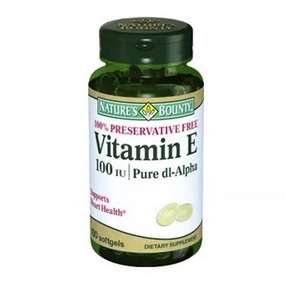 NATURE'S BOUNTY
100% PRESERVATIVE FREE
Vitamin E
100 IU | Pure dl-Alpha
Supports
Heart Health
softgels
DIETARY SUPPLEMENT